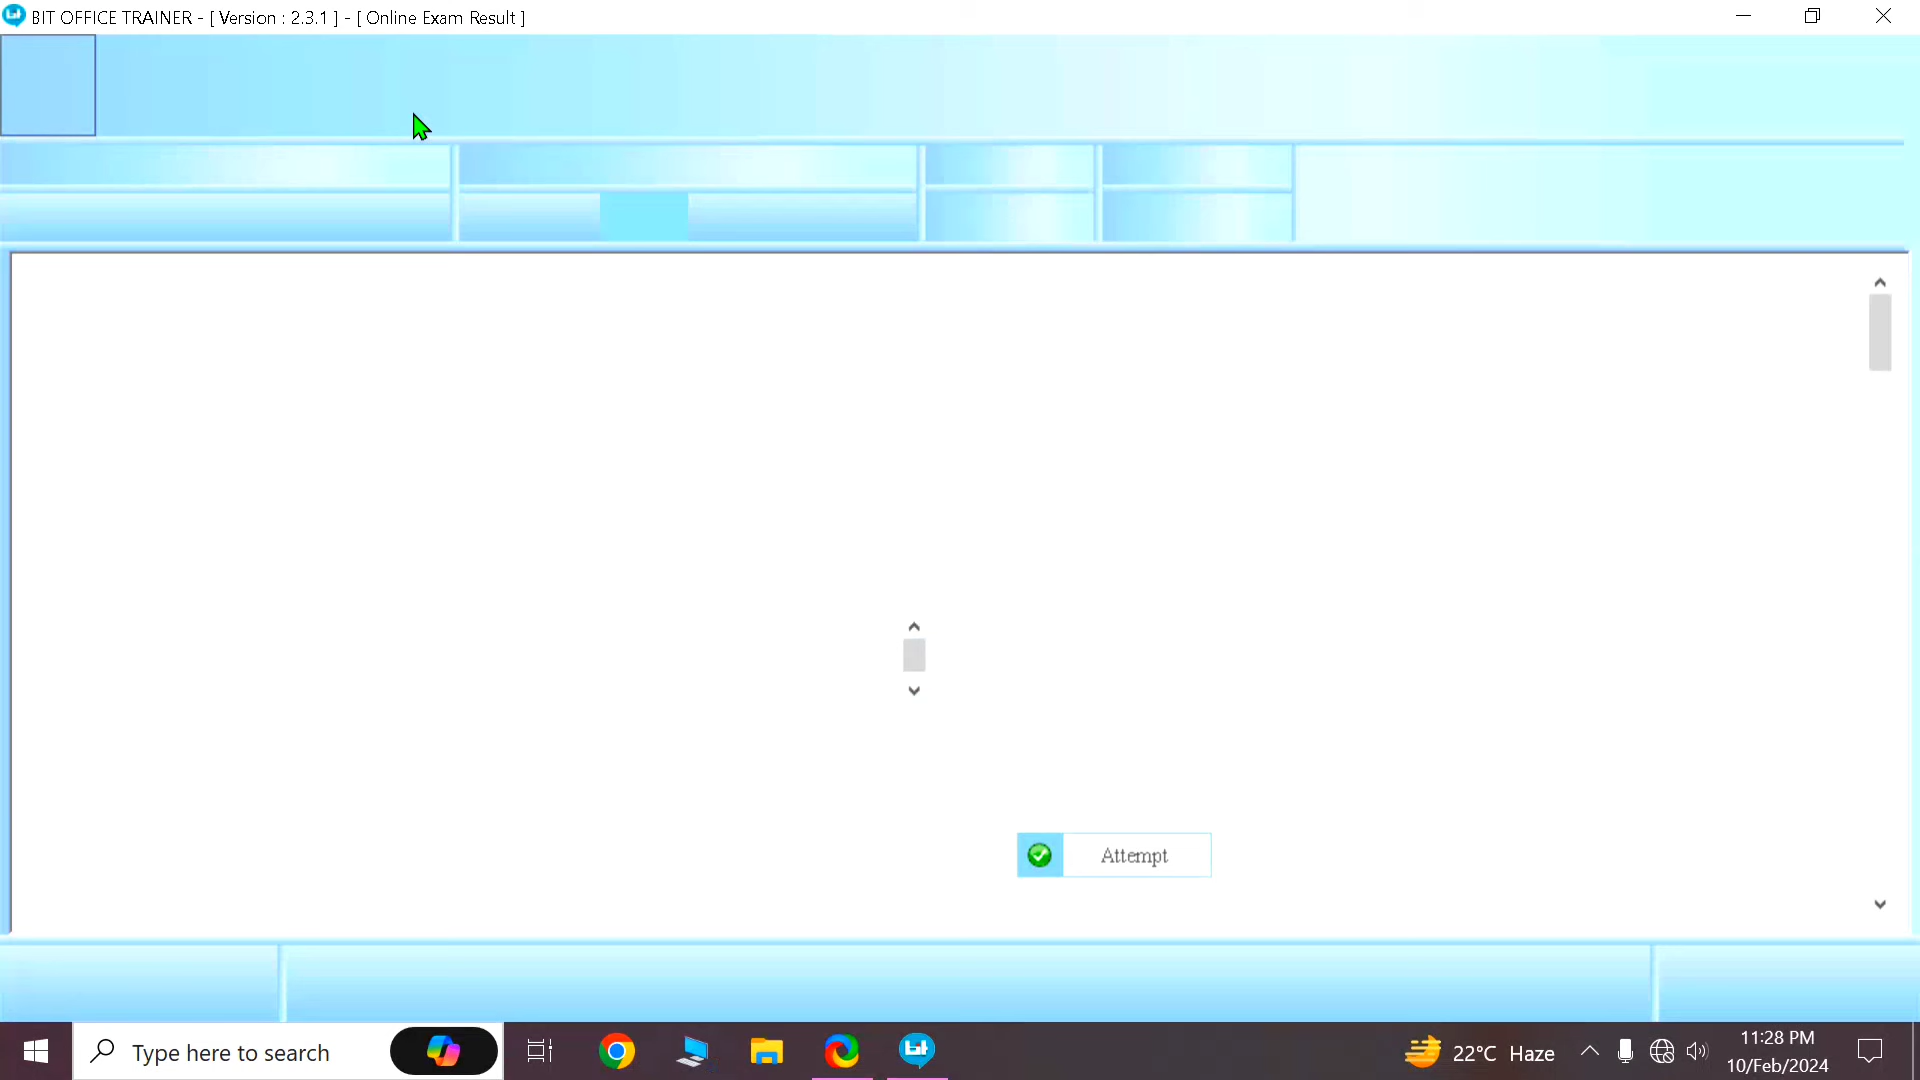 BIT OFFICE TRAINER - [ Version : 2.3.1 ] - [ Online Exam Result ]
Attempt
Type here to search
22°C Haze
11:28 PM
10/Feb/2024